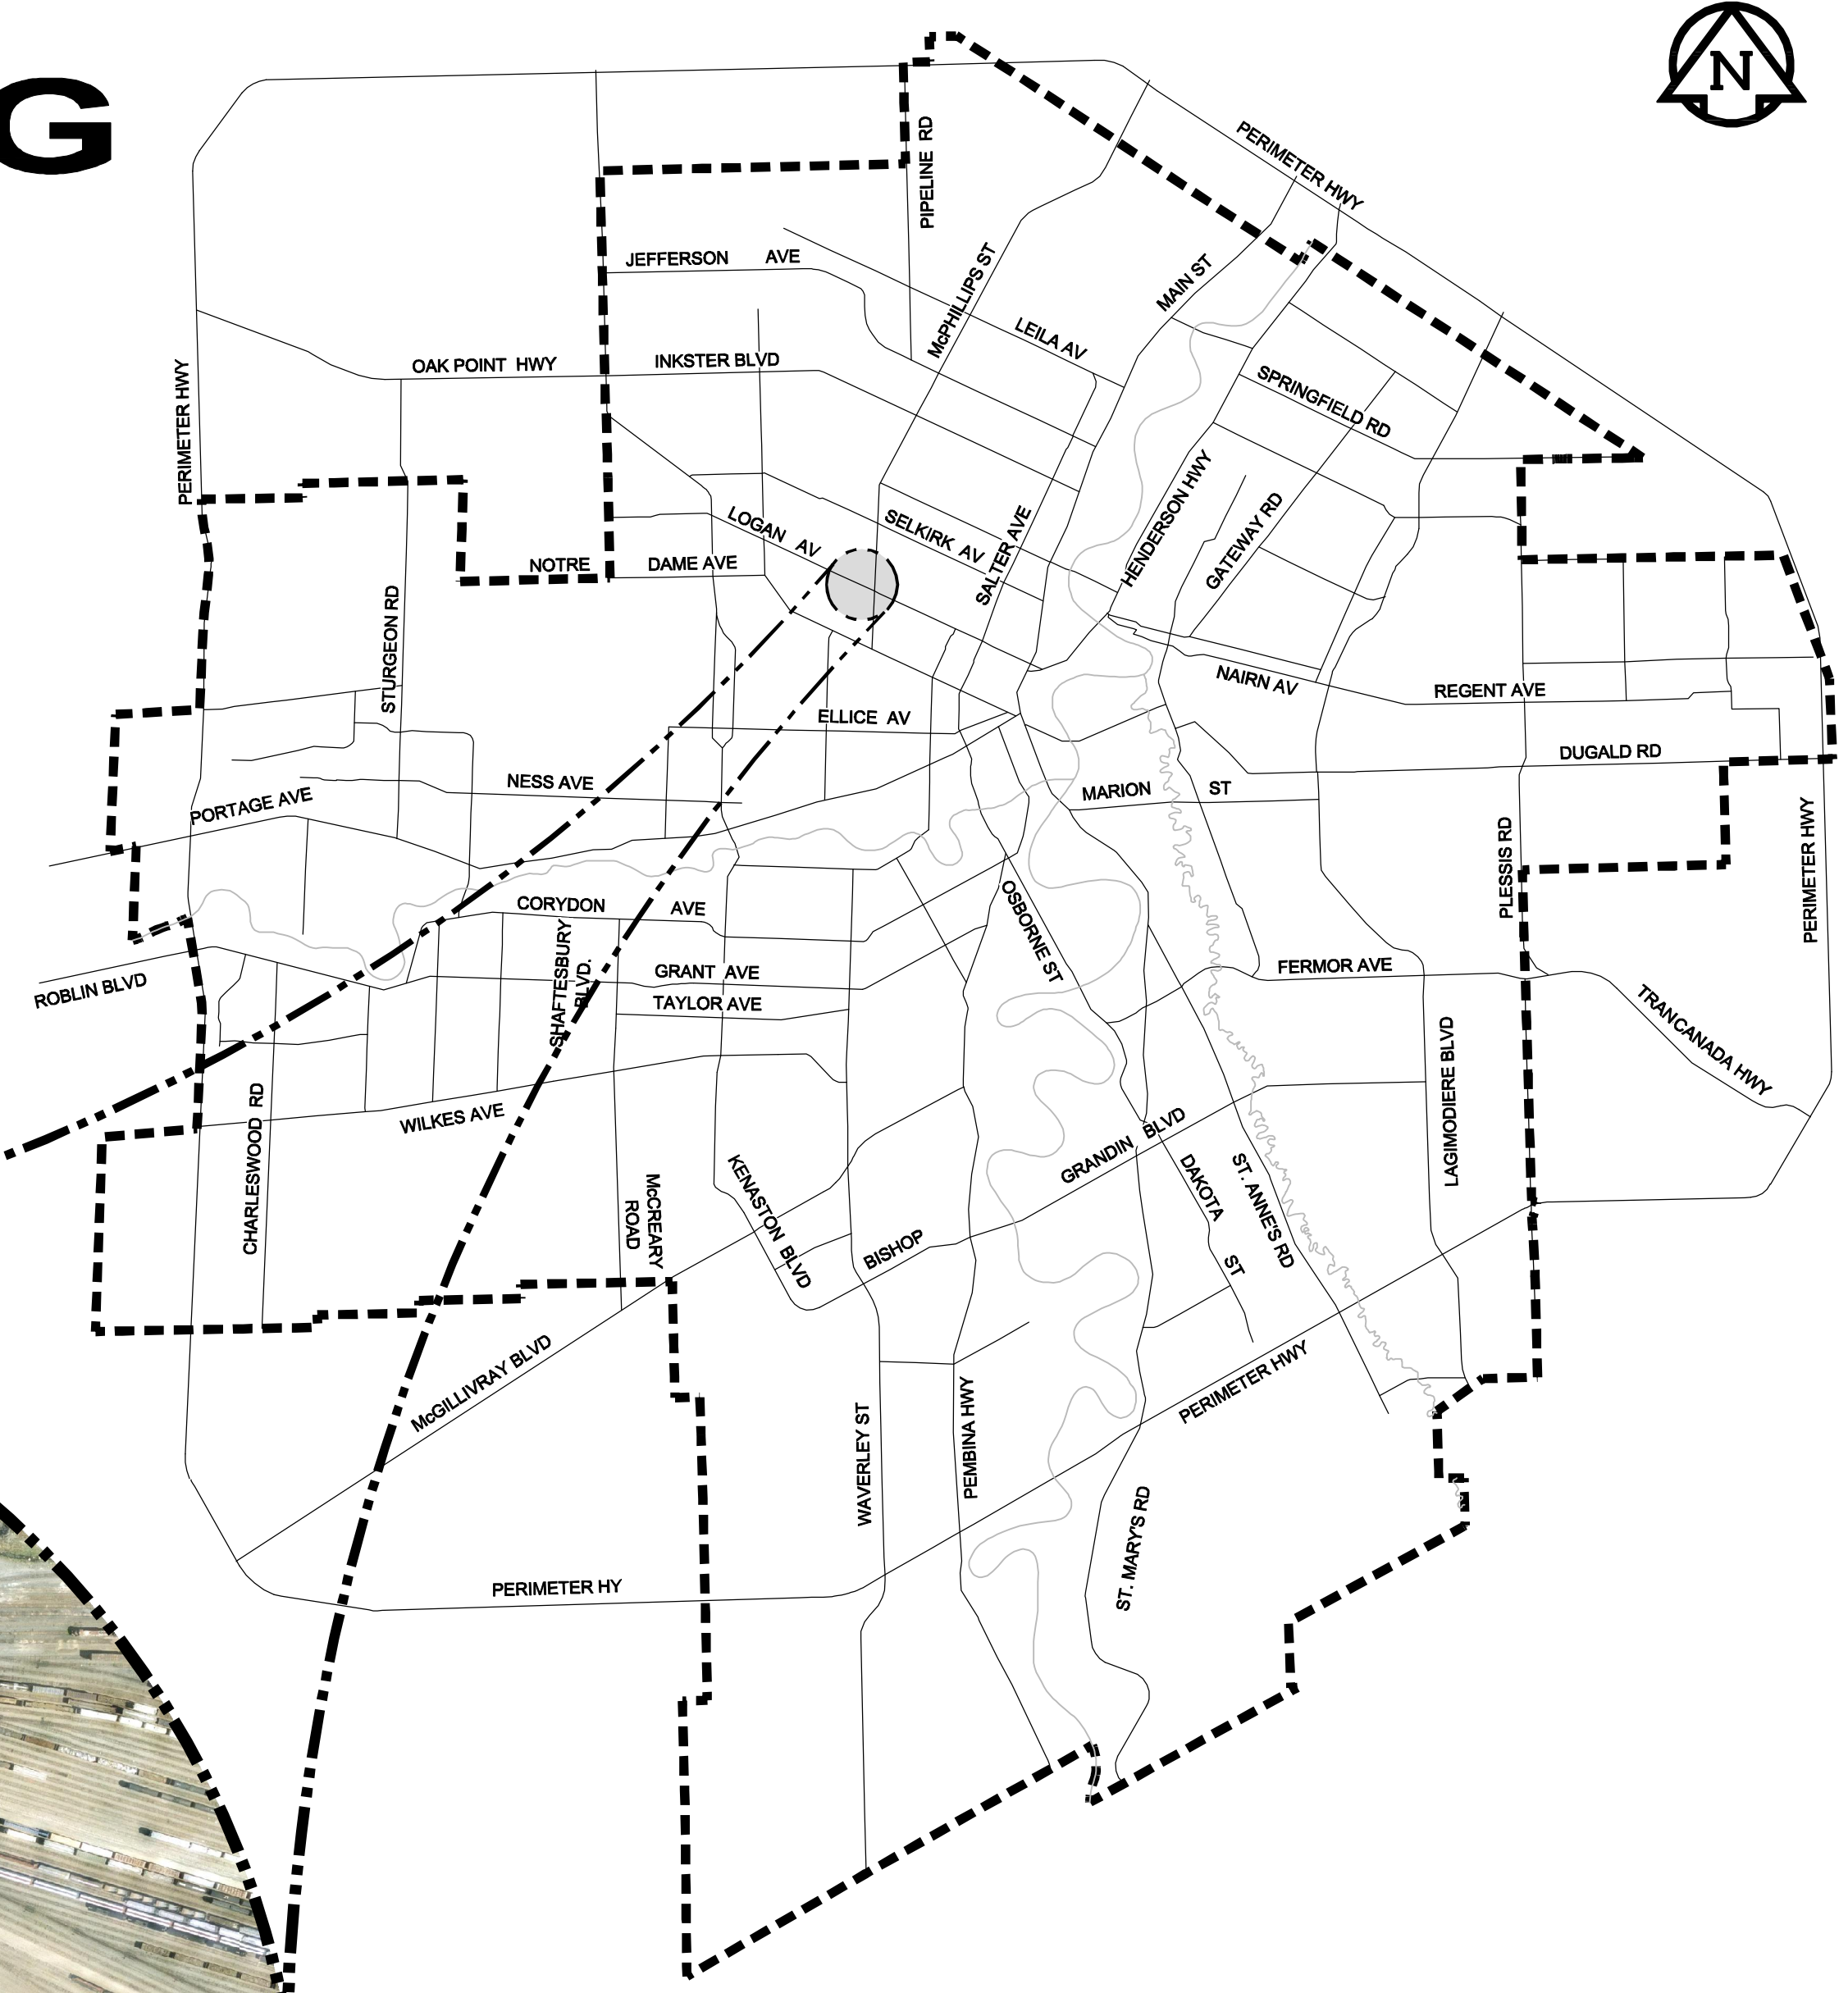 G
N
PERIMETER HWY
PIPELINE RD
JEFFERSON AVE
McPHILLIPS ST
MAIN ST
LEILA AV
OAK POINT HWY
INKSTER BLVD
PERIMETER HWY
SPRINGFIELD RD
HENDERSON HWY
GATEWAY RD
LOGAN AV
SELKIRK AV
SALTER AVE
NOTRE DAME AVE
STURGEON RD
NAIRN AV
REGENT AVE
ELLICE AV
DUGALD RD
NESS AVE
PORTAGE AVE
MARION ST
PLESSIS RD
PERIMETER HWY
CORYDON AVE
OSBORNE ST
SHAFTESBURY
BLVD.
GRANT AVE
FERMOR AVE
ROBLIN BLVD
TAYLOR AVE
TRANCANADA HWY
LAGIMODIERE BLVD
CHARLESWOOD RD
WILKES AVE
GRANDIN BLVD
KENASTON BLVD
McCREARY
ROAD
DAKOTA ST
ST. ANNE'S RD
BISHOP
McGILLIVRAY BLVD
PERIMETER HWY
WAVERLEY ST
PEMBINA HWY
ST. MARY'S RD
PERIMETER HY